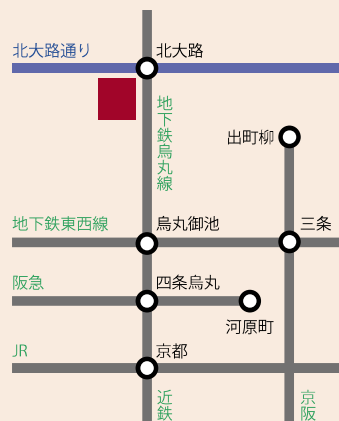 北大路通り
北大路
地下鉄烏丸線
出町柳
地下鉄東西線
烏丸御池
三条
阪急
四条烏丸
河原町
JR
京都
近鉄
京阪